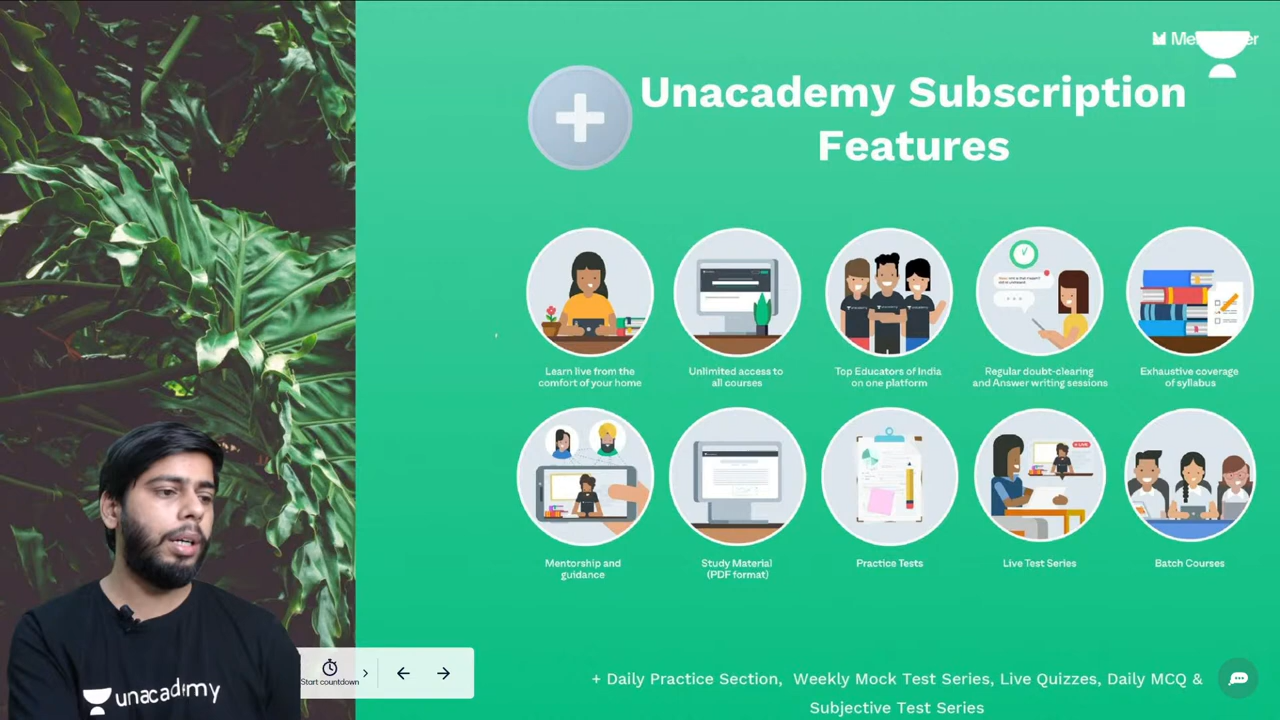 Unacademy Subscription
Features
Learn live from the
comfort of your home
Unlimited access to
all courses
Top Educators of India
on one platform
Regular doubt-clearing
and Answer writing sessions
Exhaustive coverage
of syllabus
Mentorship and
guidance
Study Material
(PDF format)
Practice Tests
LIVE
Live Test Series
Batch Courses
+ Daily Practice Section, Weekly Mock Test Series, Live Quizzes, Daily MCQ &
Subjective Test Series
Start countdown
unacademy